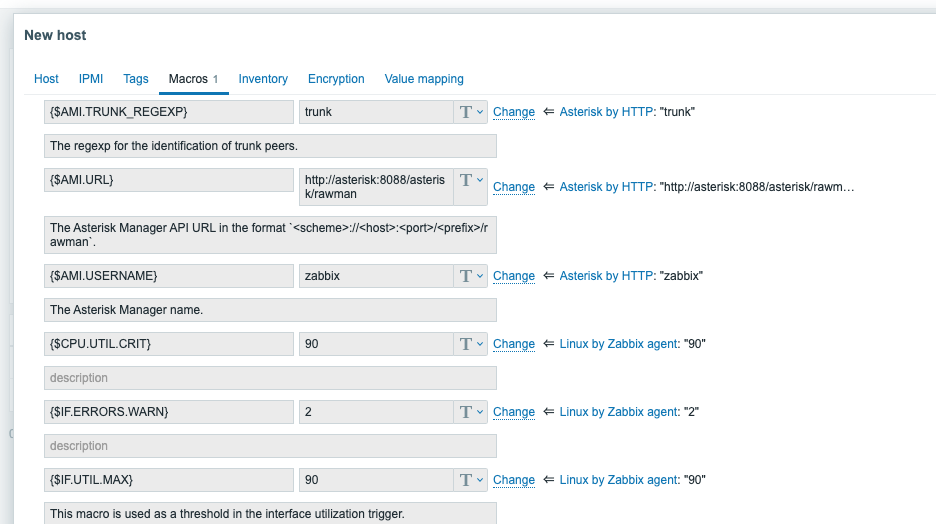 New host
Host IPMI Tags Macros 1 Inventory Encryption Value mapping
{$AMI.TRUNK_REGEXP} trunk T Change ⇐ Asterisk by HTTP: "trunk"
The regexp for the identification of trunk peers.
{$AMI.URL} http://asterisk:8088/asteris T Change ⇐ Asterisk by HTTP: "http://asterisk:8088/asterisk/rawm…
k/rawman
The Asterisk Manager API URL in the format `<scheme>://<host>:<port>/<prefix>/r
awman`.
{$AMI.USERNAME} zabbix T Change ⇐ Asterisk by HTTP: "zabbix"
The Asterisk Manager name.
{$CPU.UTIL.CRIT} 90 T Change ⇐ Linux by Zabbix agent: "90"
description
{$IF.ERRORS.WARN} 2 T Change ⇐ Linux by Zabbix agent: "2"
description
{$IF.UTIL.MAX} 90 T Change ⇐ Linux by Zabbix agent: "90"
This macro is used as a threshold in the interface utilization trigger.